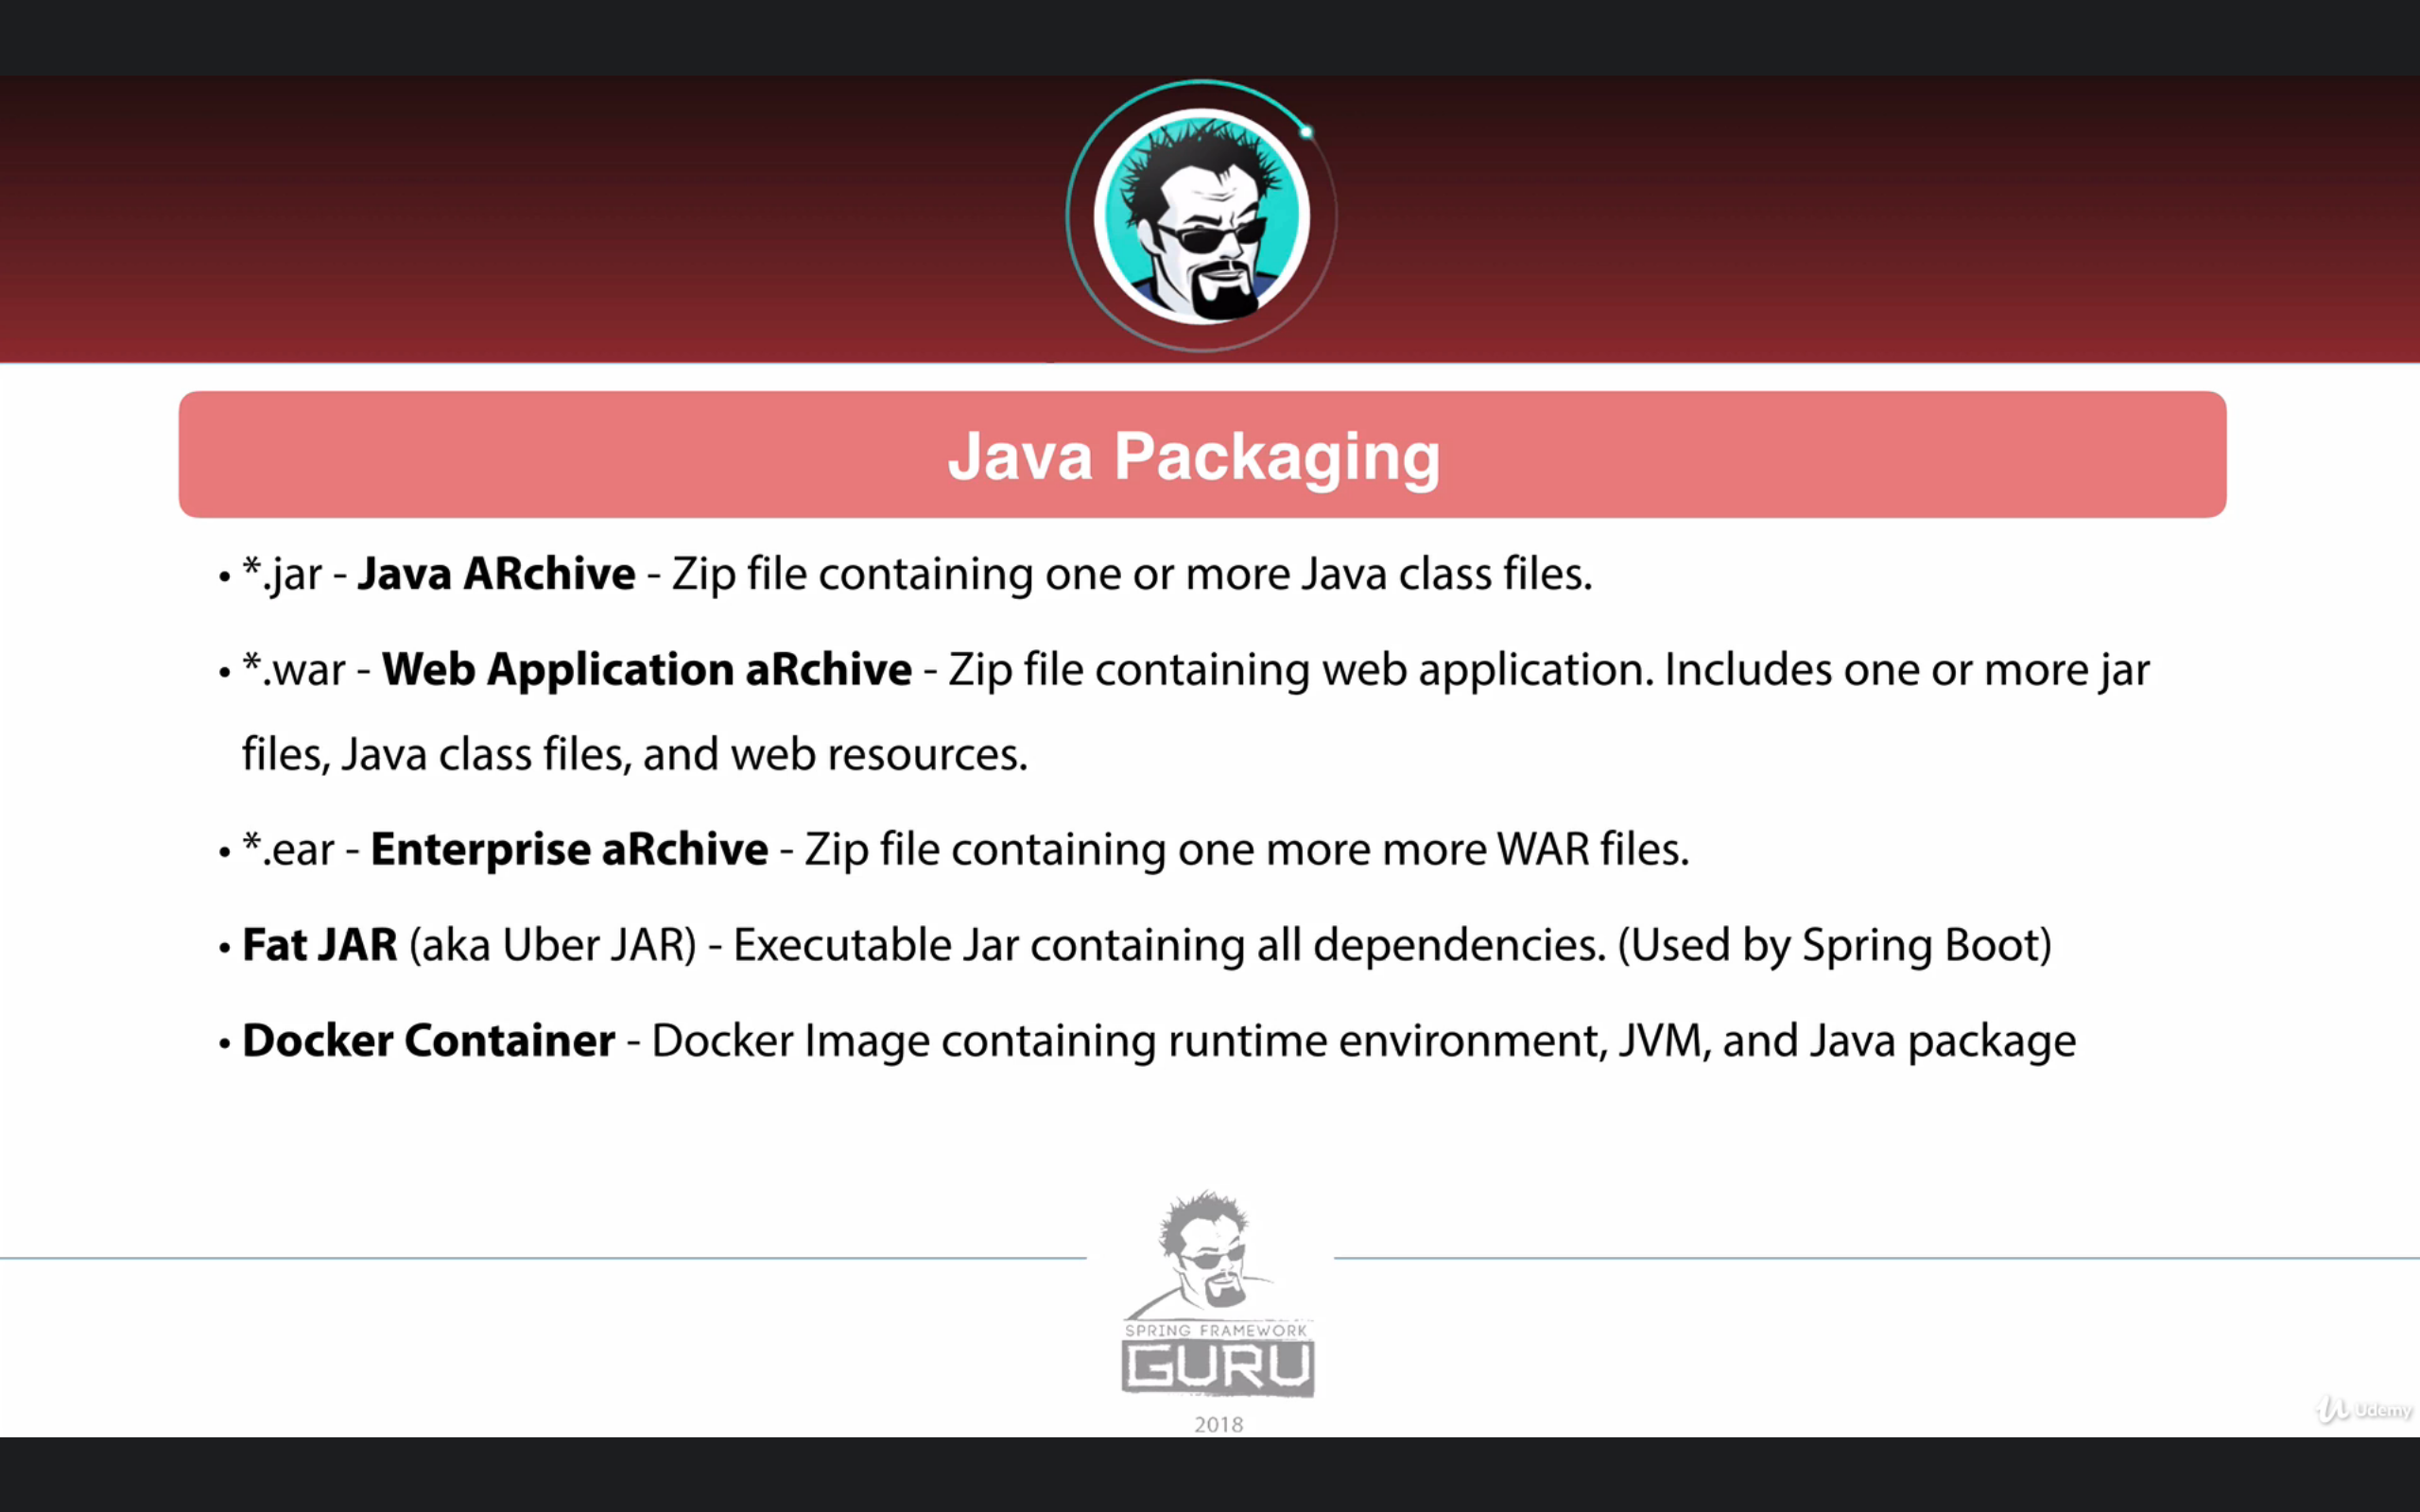 Java Packaging
• *.jar - Java ARchive - Zip file containing one or more Java class files.
• *.war - Web Application aRchive - Zip file containing web application. Includes one or more jar
files, Java class files, and web resources.
• *.ear - Enterprise aRchive - Zip file containing one more more WAR files.
• Fat JAR (aka Uber JAR) - Executable Jar containing all dependencies. (Used by Spring Boot)
• Docker Container - Docker Image containing runtime environment, JVM, and Java package
SPRING FRAMEWORK
GURU
2018
Udemy